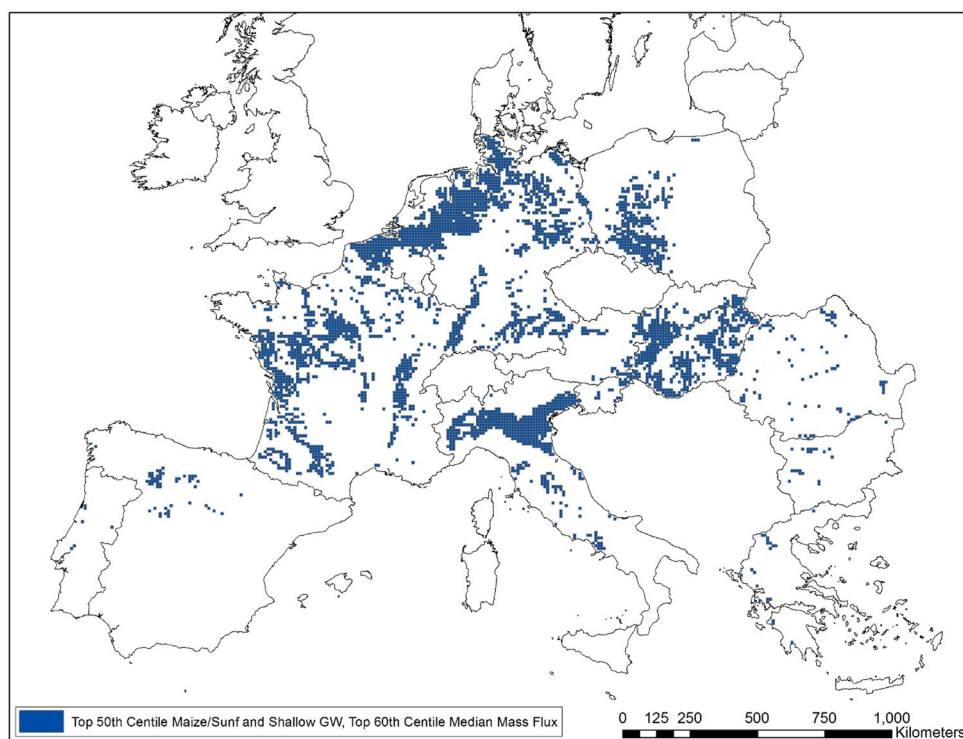 Top 50th Centile Maize/Sunf and Shallow GW, Top 60th Centile Median Mass Flux
0 125 250 500 750 1,000
Kilometers